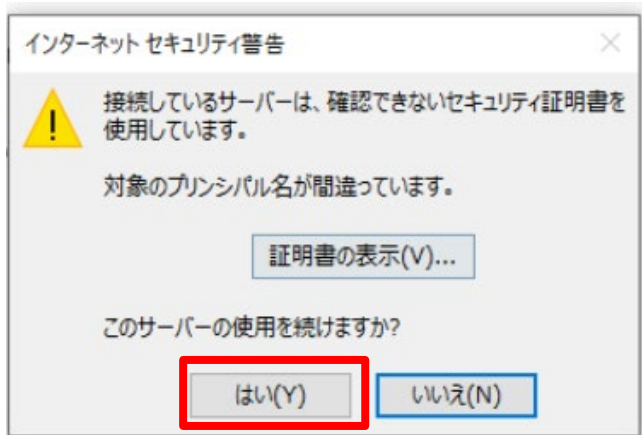 インターネット セキュリティ警告
接続しているサーバーは、確認できないセキュリティ証明書を
使用しています。
対象のプリンシパル名が間違っています。
証明書の表示(V)...
このサーバーの使用を続けますか?
はい(Y) いいえ(N)